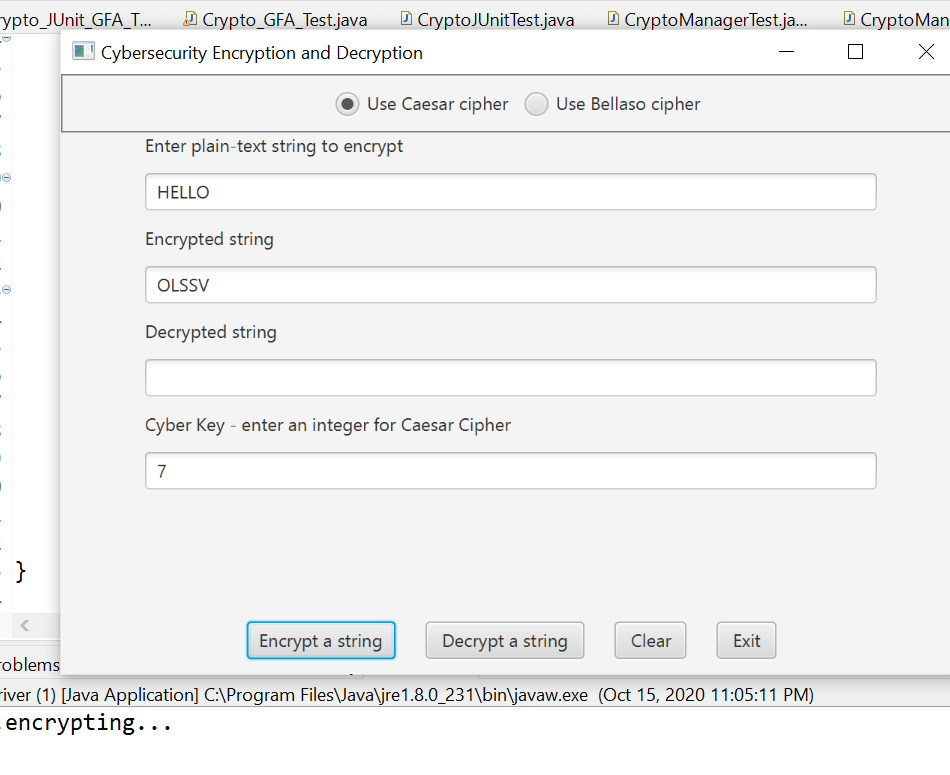 Crypto_JUnit_GFA_T... Crypto_GFA_Test.java CryptoJUnitTest.java CryptoManagerTest.ja... CryptoMan
Cybersecurity Encryption and Decryption
Use Caesar cipher Use Bellaso cipher
Enter plain-text string to encrypt
HELLO
Encrypted string
OLSSV
Decrypted string
Cyber Key - enter an integer for Caesar Cipher
7
}
Encrypt a string Decrypt a string Clear Exit
roblems
river (1) [Java Application] C:\Program Files\Java\jre1.8.0_231\bin\javaw.exe (Oct 15, 2020 11:05:11 PM)
.encrypting...